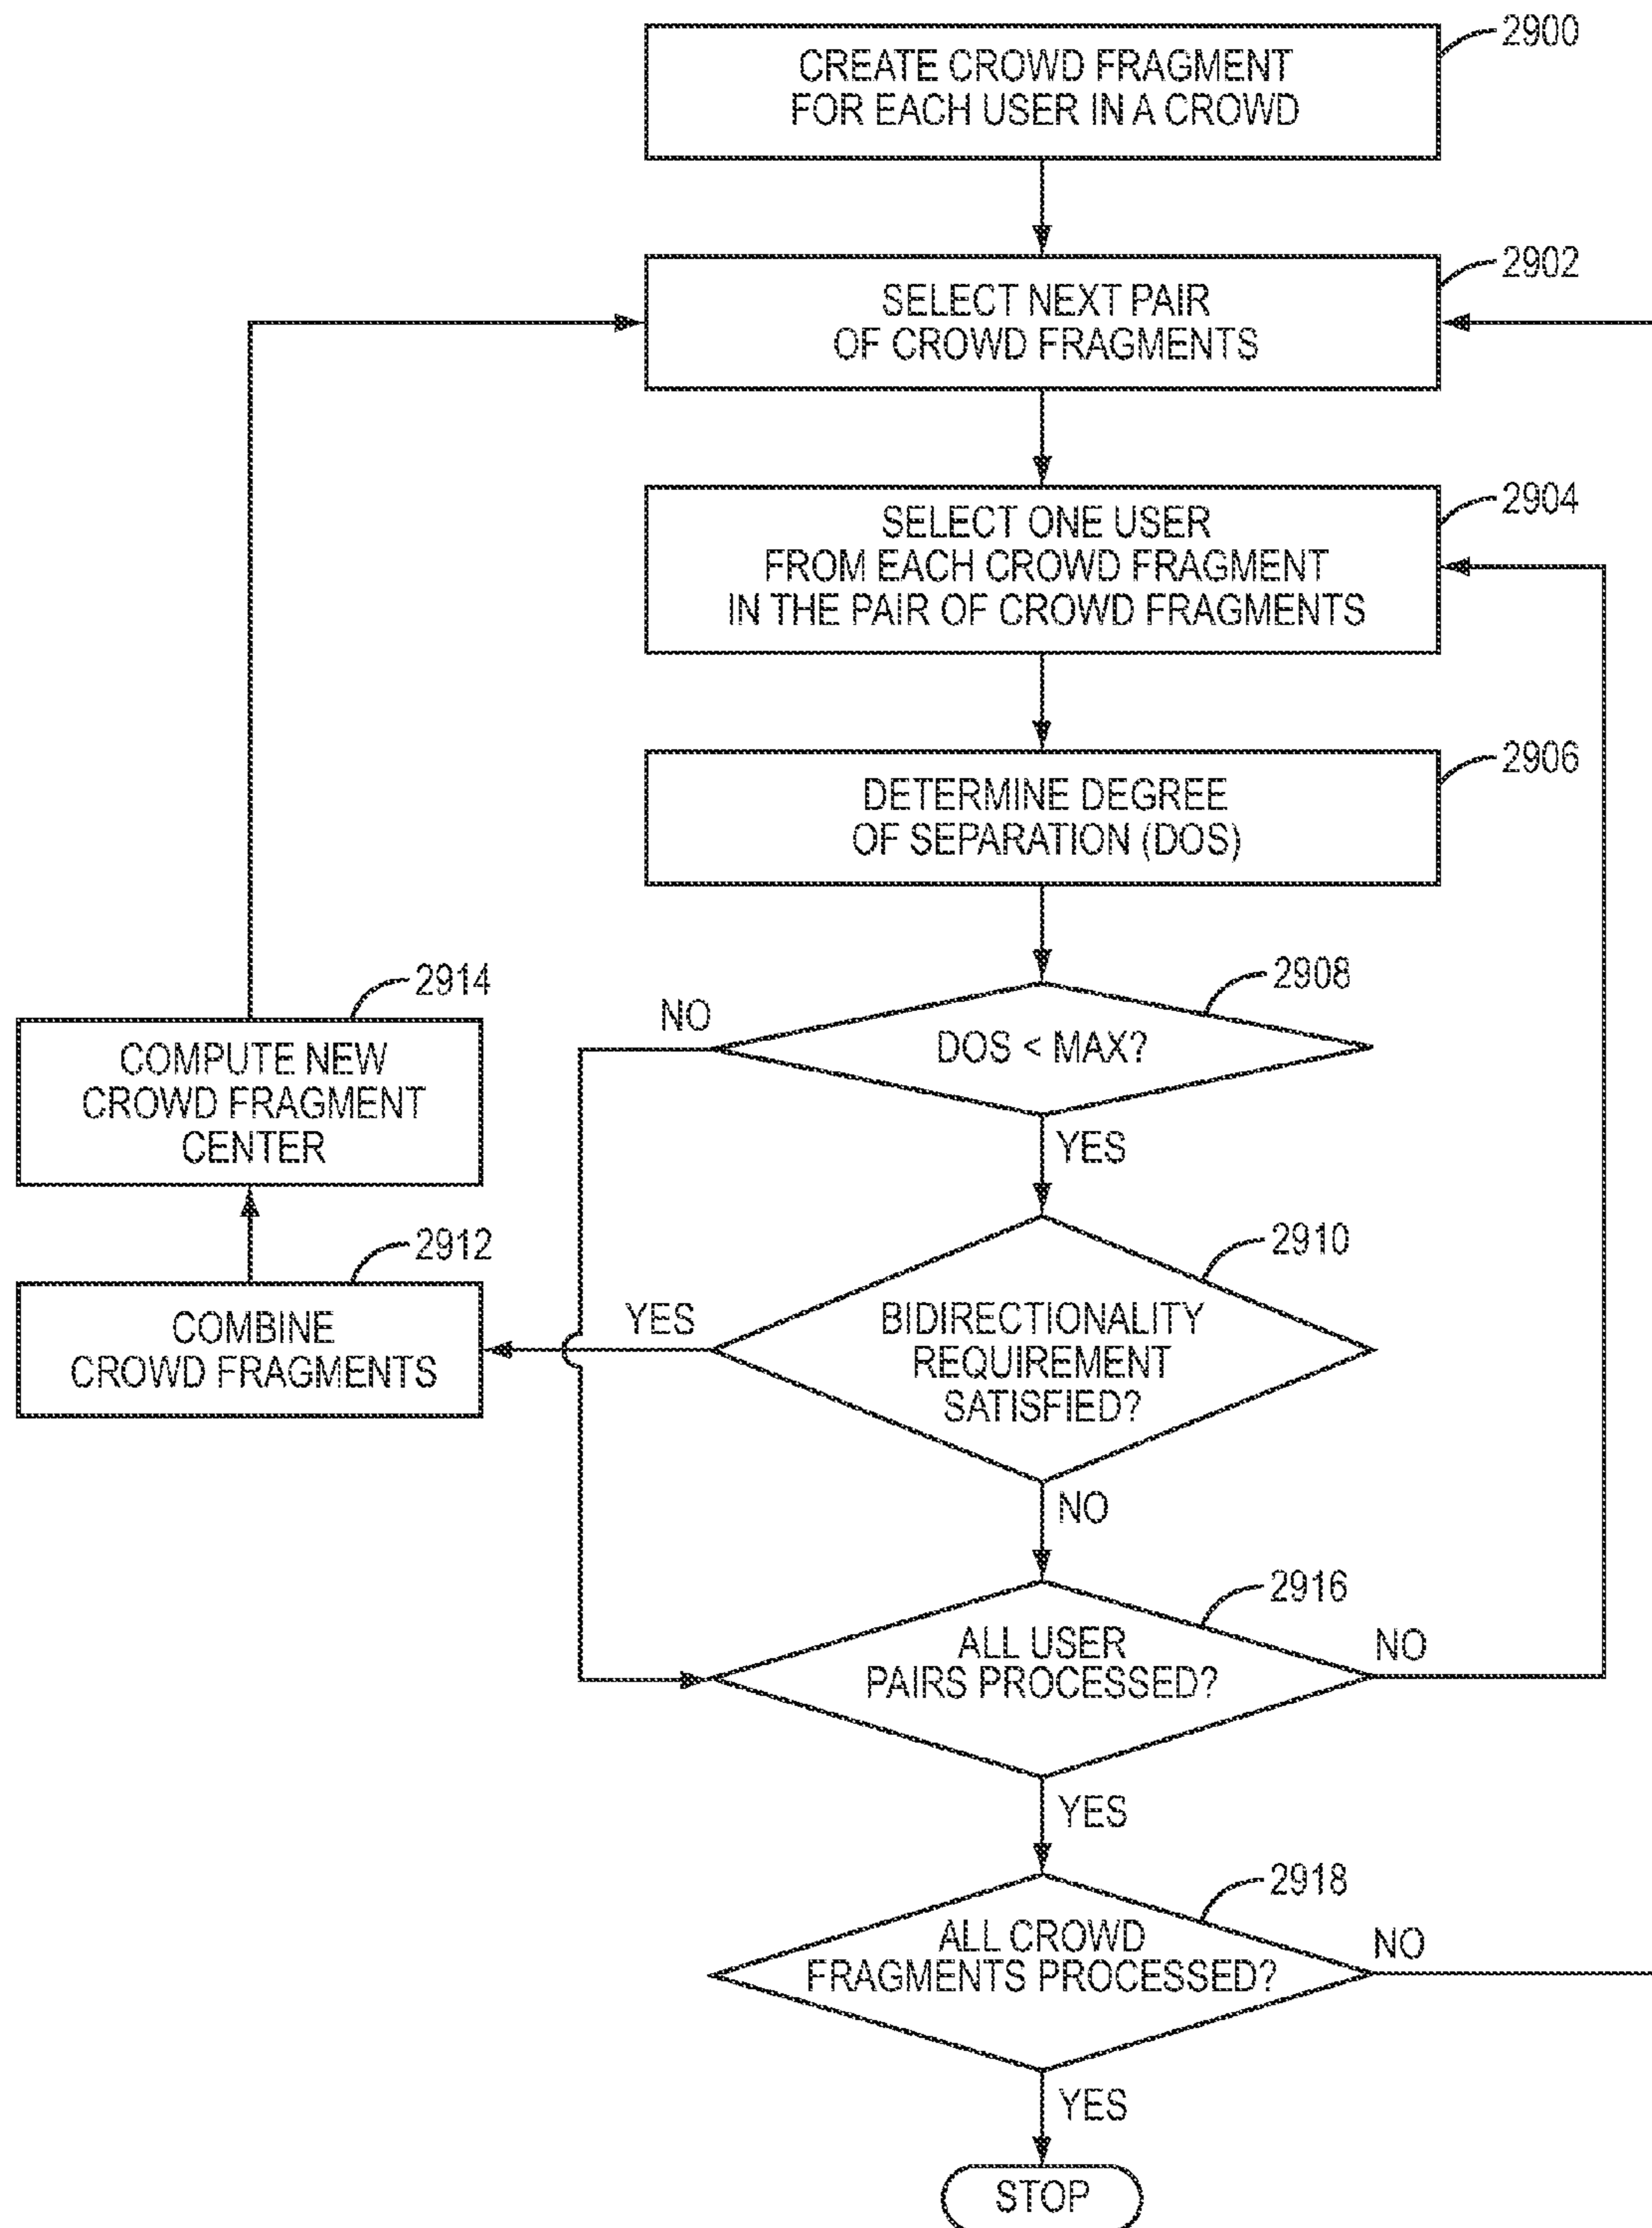 2900
CREATE CROWD FRAGMENT
FOR EACH USER IN A CROWD
2902
SELECT NEXT PAIR
OF CROWD FRAGMENTS
2904
SELECT ONE USER
FROM EACH CROWD FRAGMENT
IN THE PAIR OF CROWD FRAGMENTS
2906
DETERMINE DEGREE
OF SEPARATION (DOS)
2908
NO
DOS < MAX?
YES
2914
COMPUTE NEW
CROWD FRAGMENT
CENTER
2910
BIDIRECTIONALITY
REQUIREMENT
SATISFIED?
YES
NO
2912
COMBINE
CROWD FRAGMENTS
2916
ALL USER
PAIRS PROCESSED?
NO
YES
2918
ALL CROWD
FRAGMENTS PROCESSED?
NO
YES
STOP